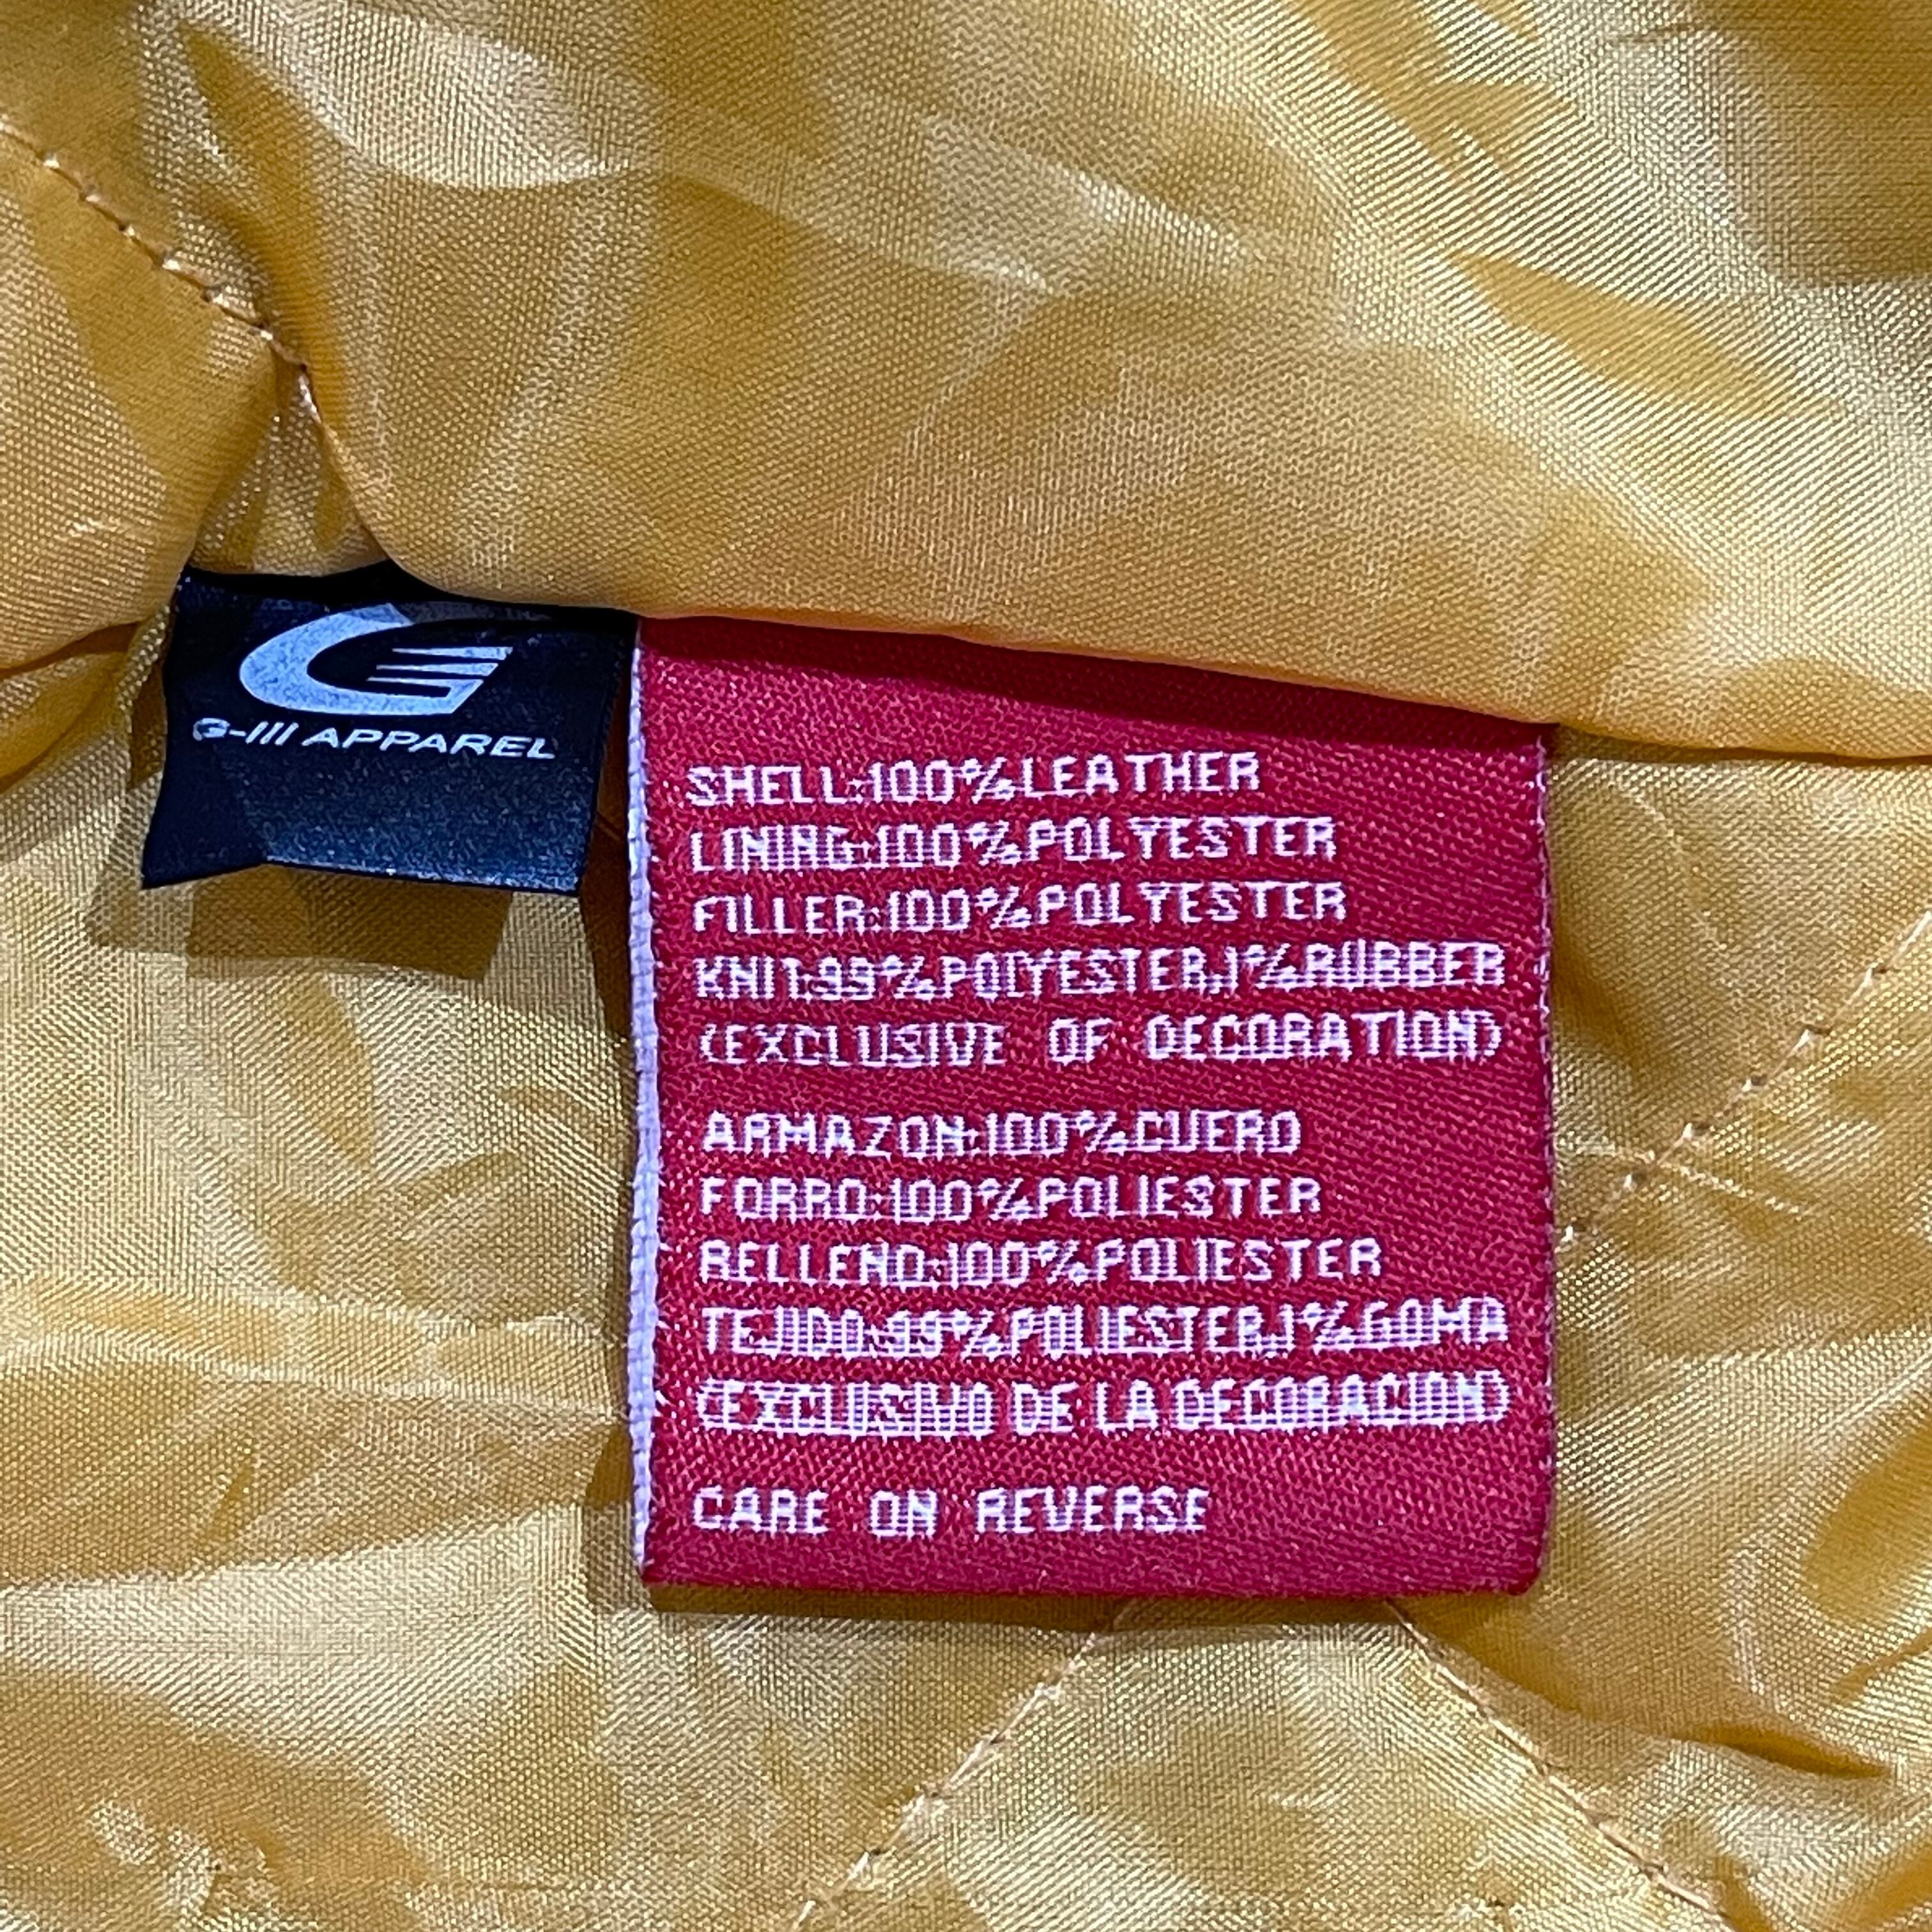 G-III APPAREL
SHELL:100%LEATHER
LINING:100%POLYESTER
FILLER:100%POLYESTER
KNIT:99%POLYESTER,1%RUBBER
(EXCLUSIVE OF DECORATION)
ARMAZON:100%CUERO
FORRO:100%POLIESTER
RELLENO:100%POLIESTER
TEJIDO:99%POLIESTER,1%GOMA
(EXCLUSIVO DE LA DECORACION)
CARE ON REVERSE